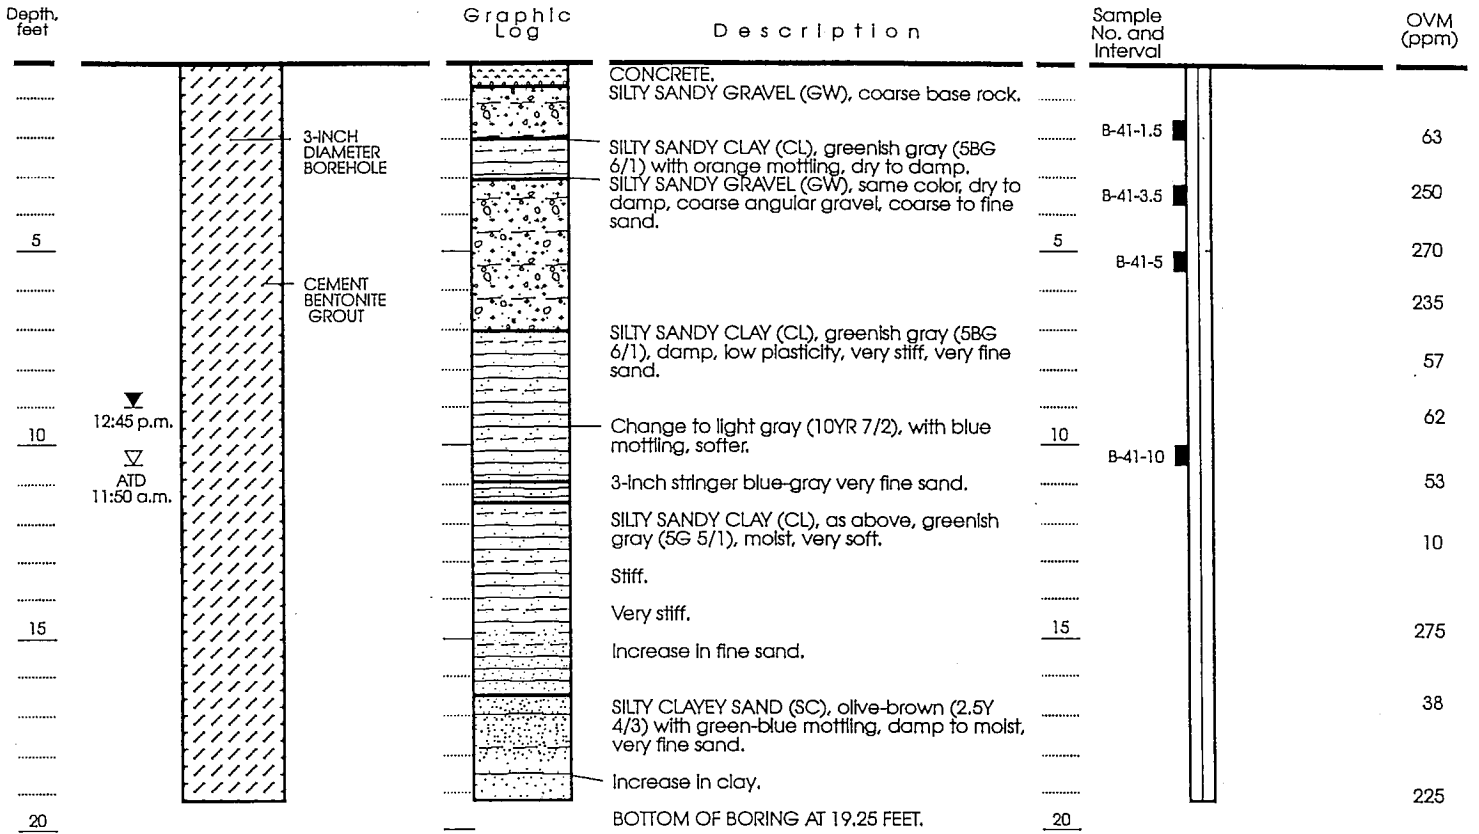 Depth, feet
Graphic Log
Description
Sample No. and Interval
OVM (ppm)
CONCRETE.
SILTY SANDY GRAVEL (GW), coarse base rock.
3-INCH
DIAMETER
BOREHOLE
B-41-1.5
63
SILTY SANDY CLAY (CL), greenish gray (5BG
6/1) with orange mottling, dry to damp.
SILTY SANDY GRAVEL (GW), same color, dry to
damp, coarse angular gravel, coarse to fine
sand.
B-41-3.5
250
5
5
B-41-5
270
CEMENT
BENTONITE
GROUT
235
SILTY SANDY CLAY (CL), greenish gray (5BG
6/1), damp, low plasticity, very stiff, very fine
sand.
57
12:45 p.m.
62
10
Change to light gray (10YR 7/2), with blue
mottling, softer.
10
B-41-10
ATD
11:50 a.m.
3-inch stringer blue-gray very fine sand.
53
SILTY SANDY CLAY (CL), as above, greenish
gray (5G 5/1), moist, very soft.
10
Stiff.
Very stiff.
15
15
275
Increase in fine sand.
SILTY CLAYEY SAND (SC), olive-brown (2.5Y
4/3) with green-blue mottling, damp to moist,
very fine sand.
38
Increase in clay.
225
20
BOTTOM OF BORING AT 19.25 FEET.
20